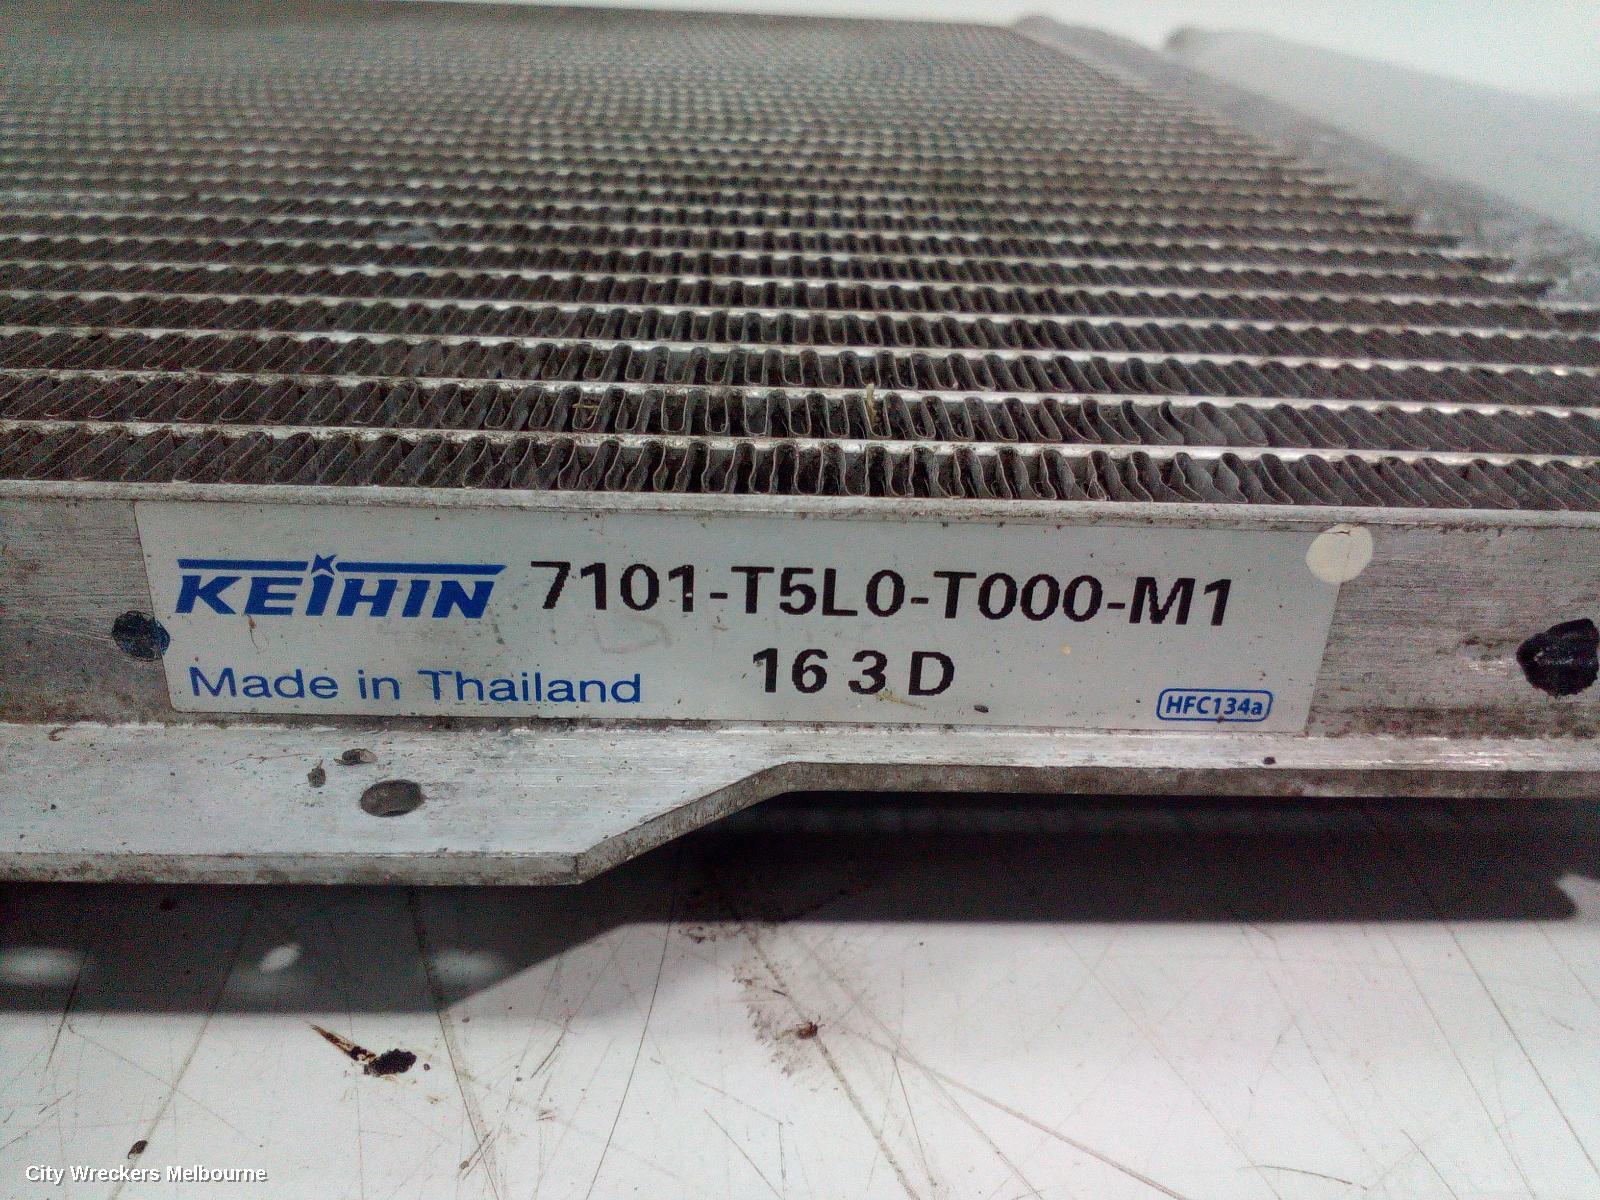 KEIHIN 7101-T5L0-T000-M1
16 3 D
Made in Thailand
HFC134a
City Wreckers Melbourne